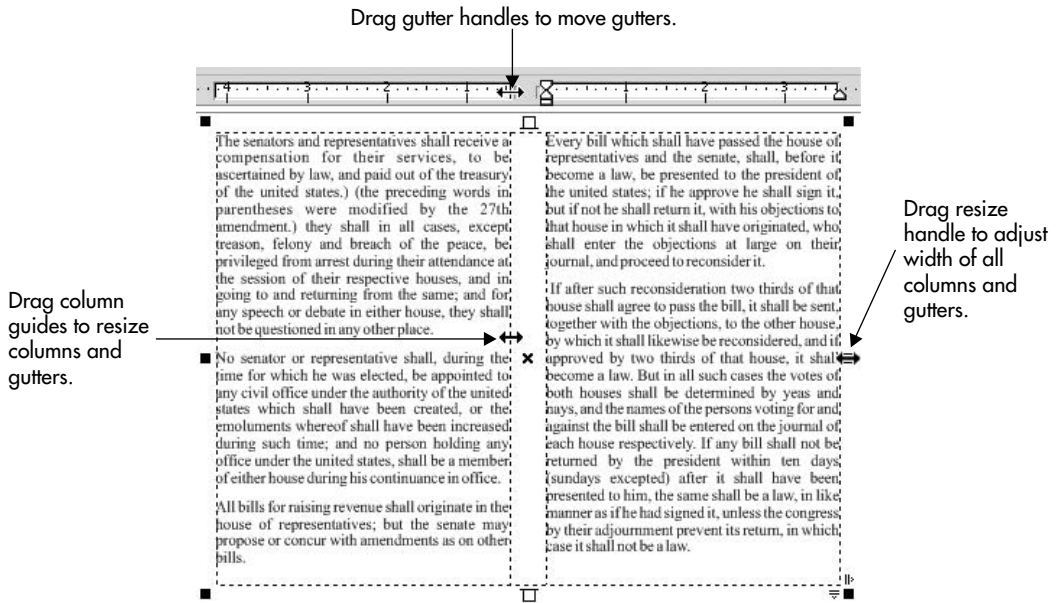 Drag gutter handles to move gutters.
4 3 2 1 1 2 3
The senators and representatives shall receive a
compensation for their services, to be
ascertained by law, and paid out of the treasury
of the united states.) (the preceding words in
parentheses were modified by the 27th
amendment.) they shall in all cases, except
treason, felony and breach of the peace, be
privileged from arrest during their attendance at
the session of their respective houses, and in
going to and returning from the same; and for
any speech or debate in either house, they shall
not be questioned in any other place.
No senator or representative shall, during the
time for which he was elected, be appointed to
any civil office under the authority of the united
states which shall have been created, or the
emoluments whereof shall have been increased
during such time; and no person holding any
office under the united states, shall be a member
of either house during his continuance in office.
All bills for raising revenue shall originate in the
house of representatives; but the senate may
propose or concur with amendments as on other
bills.
Every bill which shall have passed the house of
representatives and the senate, shall, before it
become a law, be presented to the president of
the united states; if he approve he shall sign it,
but if not he shall return it, with his objections to
that house in which it shall have originated, who
shall enter the objections at large on their
journal, and proceed to reconsider it.
If after such reconsideration two thirds of that
house shall agree to pass the bill, it shall be sent,
together with the objections, to the other house,
by which it shall likewise be reconsidered, and if
approved by two thirds of that house, it shall
become a law. But in all such cases the votes of
both houses shall be determined by yeas and
nays, and the names of the persons voting for and
against the bill shall be entered on the journal of
each house respectively. If any bill shall not be
returned by the president within ten days
(sundays excepted) after it shall have been
presented to him, the same shall be a law, in like
manner as if he had signed it, unless the congress
by their adjournment prevent its return, in which
case it shall not be a law.
Drag column
guides to resize
columns and
gutters.
Drag resize
handle to adjust
width of all
columns and
gutters.